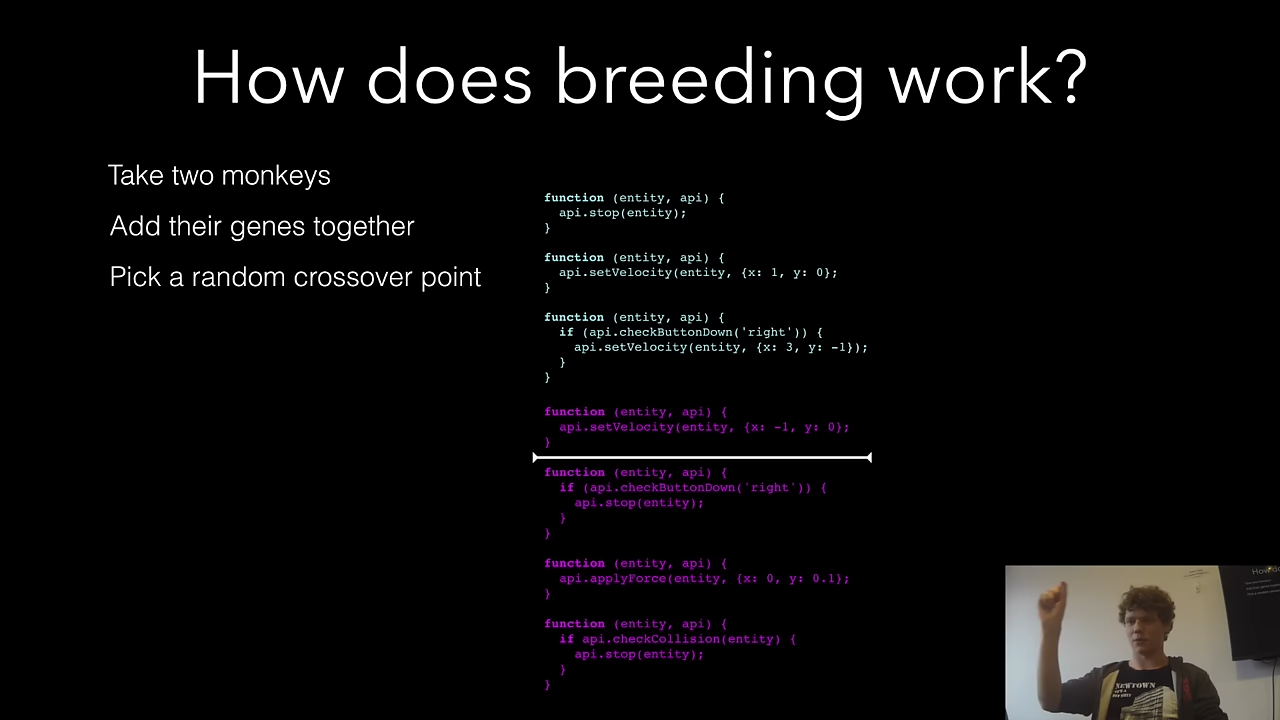 How does breeding work?
Take two monkeys
Add their genes together
Pick a random crossover point
function (entity, api) {
  api.stop(entity);
}
function (entity, api) {
  api.setVelocity(entity, {x: 1, y: 0};
}
function (entity, api) {
  if (api.checkButtonDown('right')) {
    api.setVelocity(entity, {x: 3, y: -1});
  }
}
function (entity, api) {
  api.setVelocity(entity, {x: -1, y: 0};
}
function (entity, api) {
  if (api.checkButtonDown('right')) {
    api.stop(entity);
  }
}
function (entity, api) {
  api.applyForce(entity, {x: 0, y: 0.1};
}
function (entity, api) {
  if api.checkCollision(entity) {
    api.stop(entity);
  }
}
How do
NEWTOWN